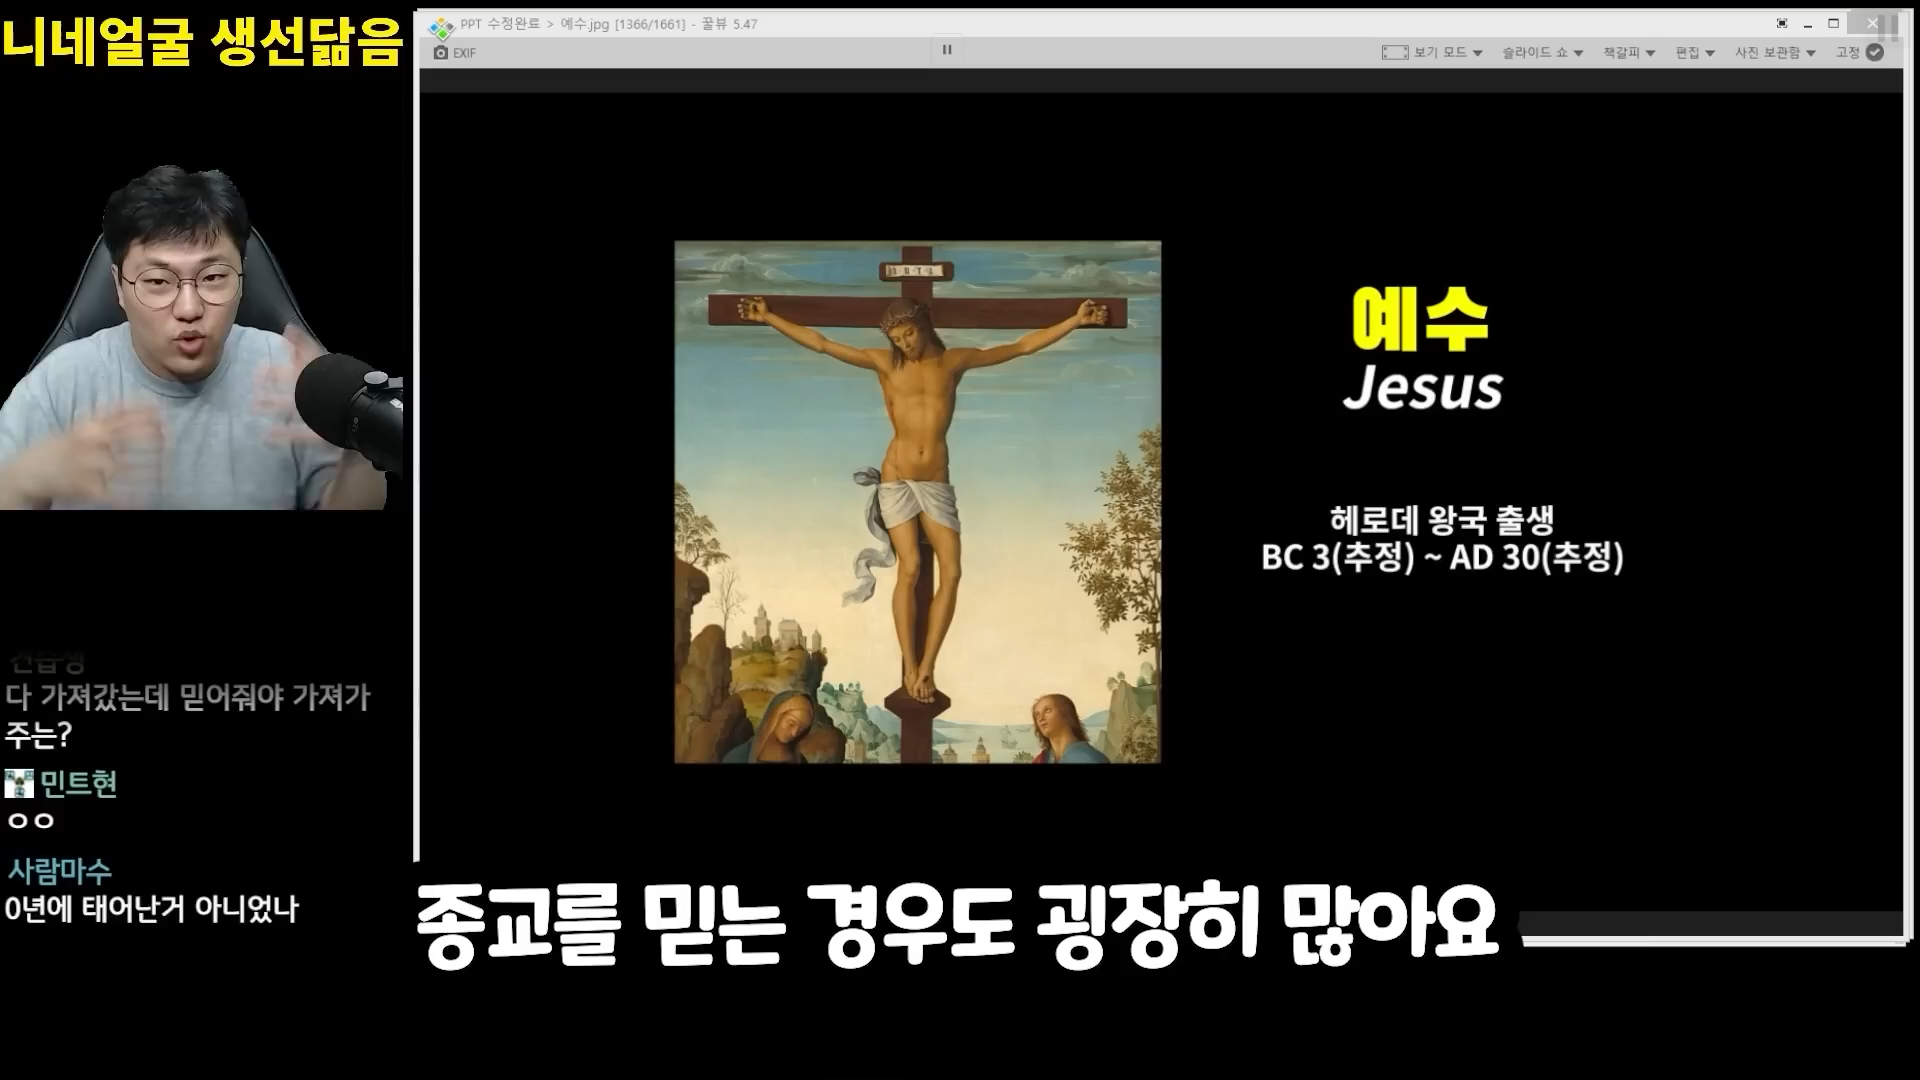 니네얼굴 생선닮음
PPT 수정완료 > 예수.jpg [1366/1661] - 꿀뷰 5.47
EXIF
보기 모드
슬라이드 쇼
책갈피
편집
사진 보관함
고정
예수
Jesus
헤로데 왕국 출생
BC 3(추정) ~ AD 30(추정)
다 가져갔는데 믿어줘야 가져가
주는?
민트현
ㅇㅇ
사람마수
0년에 태어난거 아니었나
종교를 믿는 경우도 굉장히 많아요